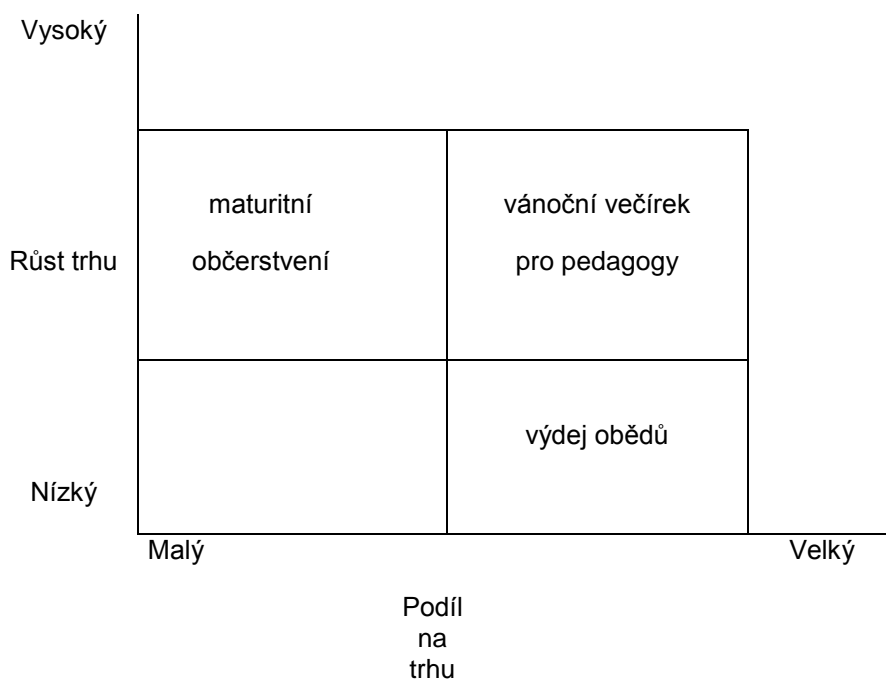 Vysoký
maturitní
občerstvení
vánoční večírek
pro pedagogy
Růst trhu
výdej obědů
Nízký
Malý
Velký
Podíl
na
trhu